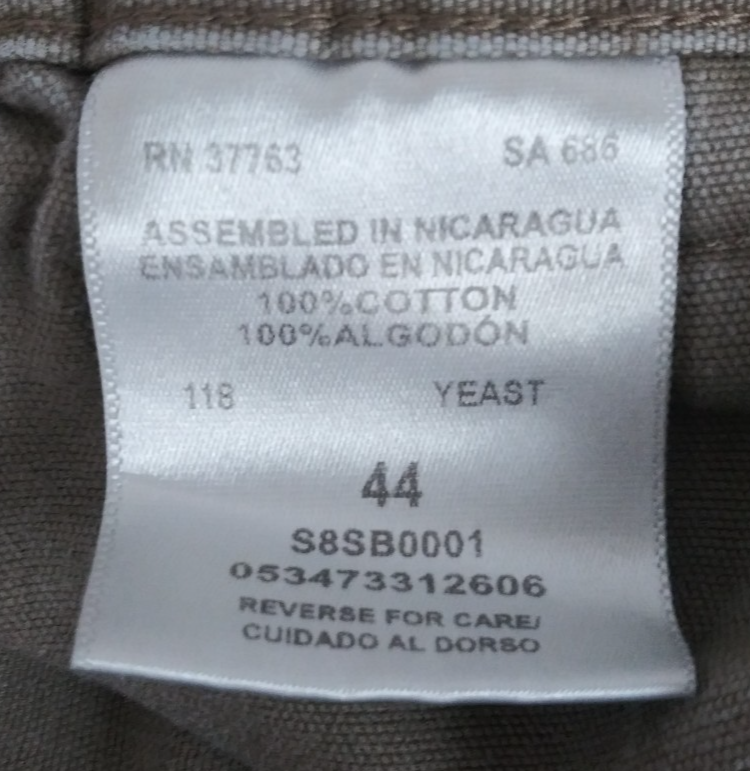 RN 37763 SA 686
ASSEMBLED IN NICARAGUA
ENSAMBLADO EN NICARAGUA
100%COTTON
100%ALGODÓN
118 YEAST
44
S8SB0001
053473312606
REVERSE FOR CARE/
CUIDADO AL DORSO